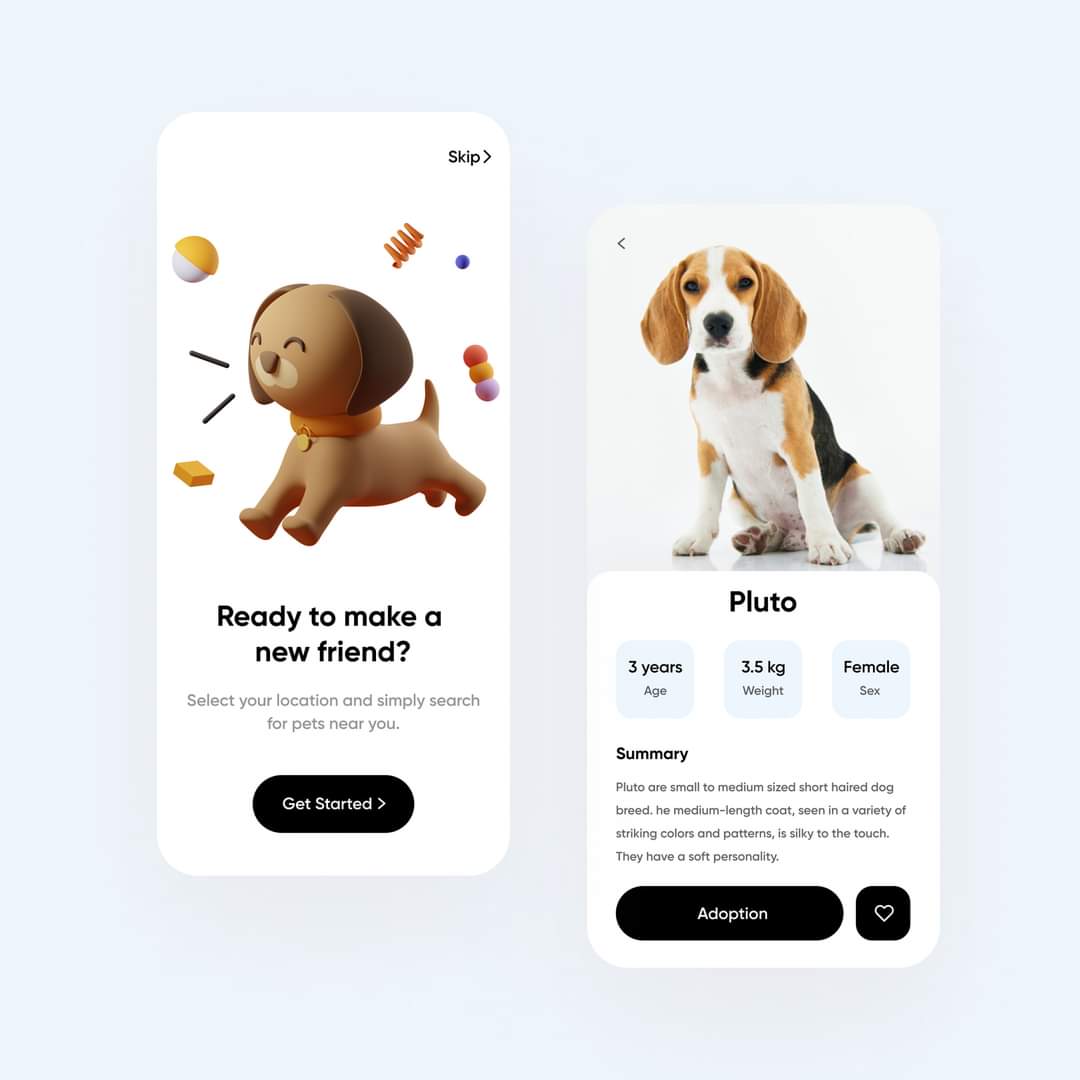 Skip
Ready to make a
new friend?
Select your location and simply search
for pets near you.
Get Started
Pluto
3 years
Age
3.5 kg
Weight
Female
Sex
Summary
Pluto are small to medium sized short haired dog
breed. he medium-length coat, seen in a variety of
striking colors and patterns, is silky to the touch.
They have a soft personality.
Adoption